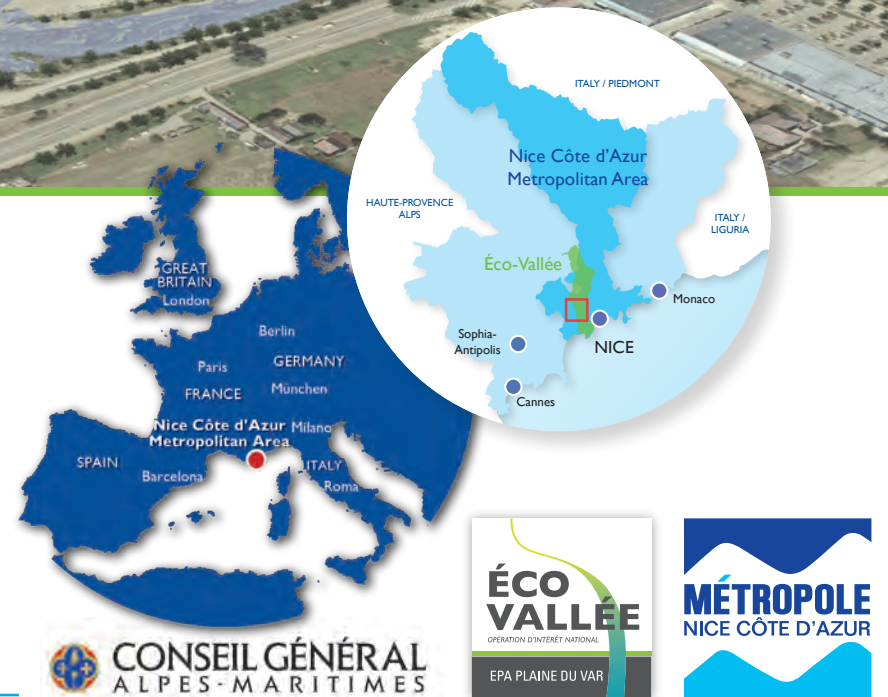 ITALY / PIEDMONT
Nice Côte d'Azur
Metropolitan Area
HAUTE-PROVENCE
ALPS
ITALY /
LIGURIA
Éco-Vallée
Monaco
Sophia-
Antipolis
NICE
Cannes
GREAT
BRITAIN
London
Berlin
Paris
GERMANY
FRANCE
München
Nice Côte d'Azur
Metropolitan Area
Milano
SPAIN
Barcelona
ITALY
Roma
CONSEIL GÉNÉRAL
ALPES-MARITIMES
ÉCO
VALLÉE
OPÉRATION D'INTÉRÊT NATIONAL
EPA PLAINE DU VAR
MÉTROPOLE
NICE CÔTE D'AZUR